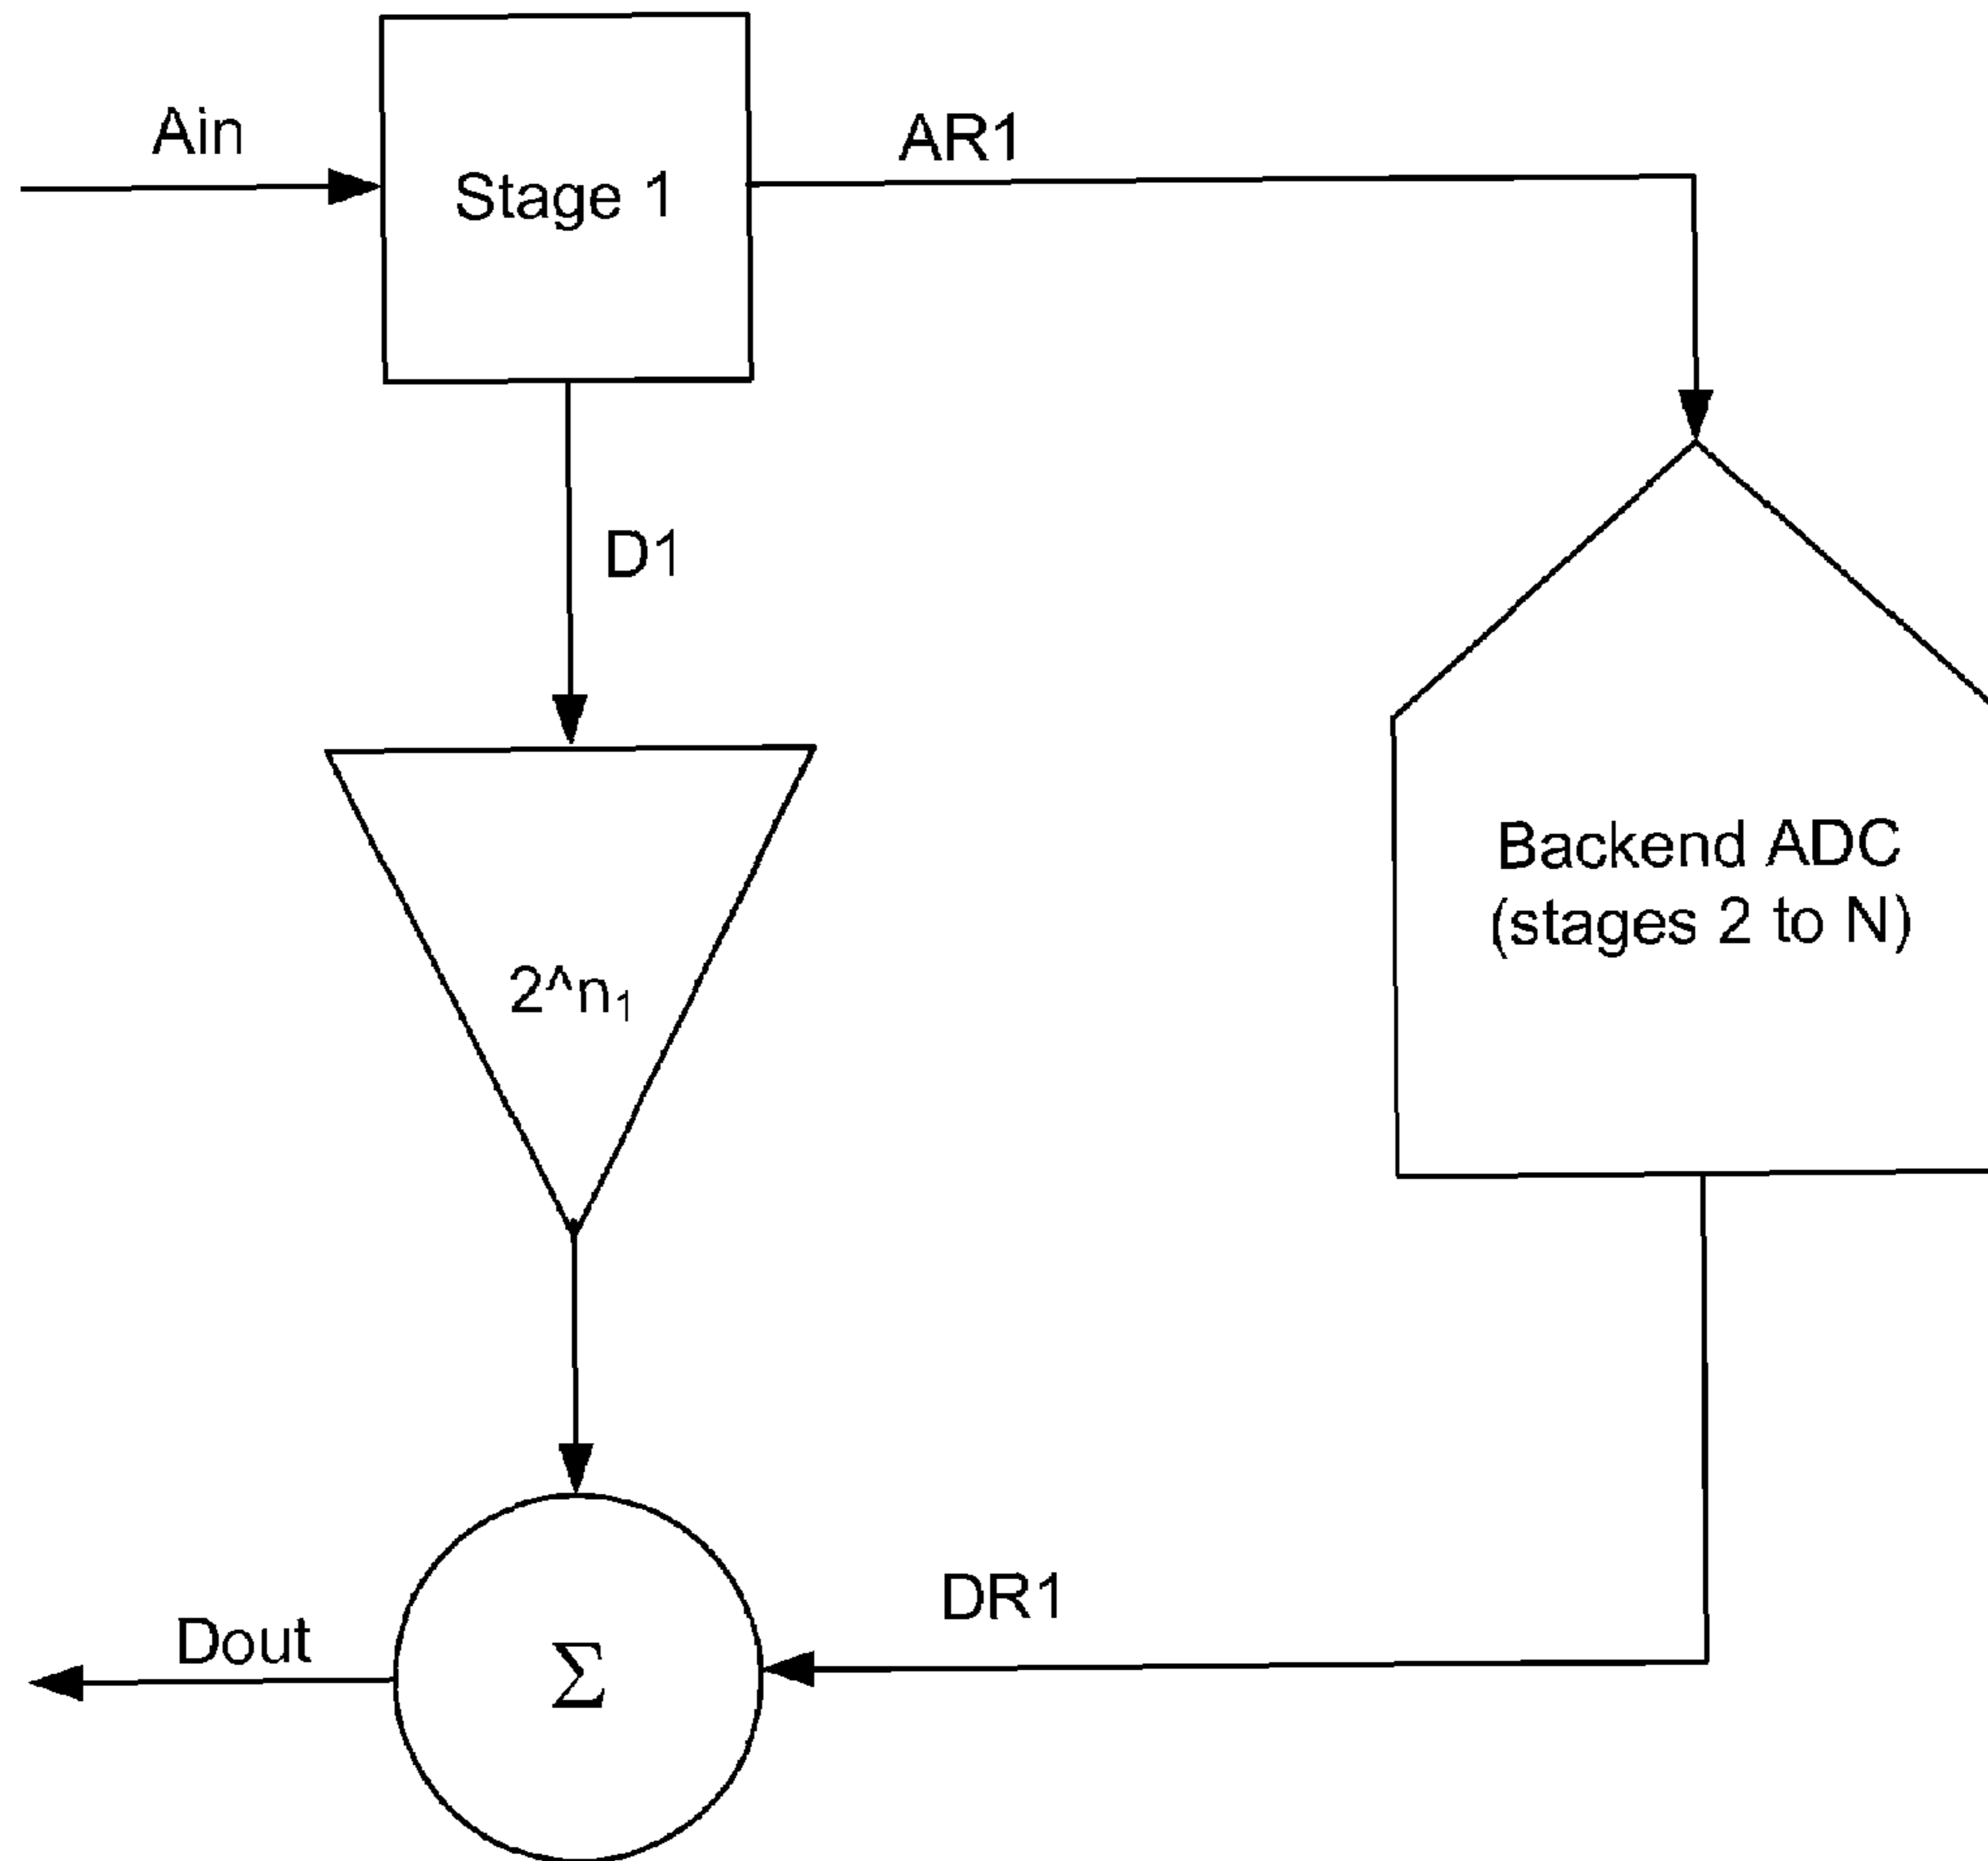 Ain
AR1
Stage 1
D1
Backend ADC
(stages 2 to N)
2^n₁
DR1
Dout
Σ